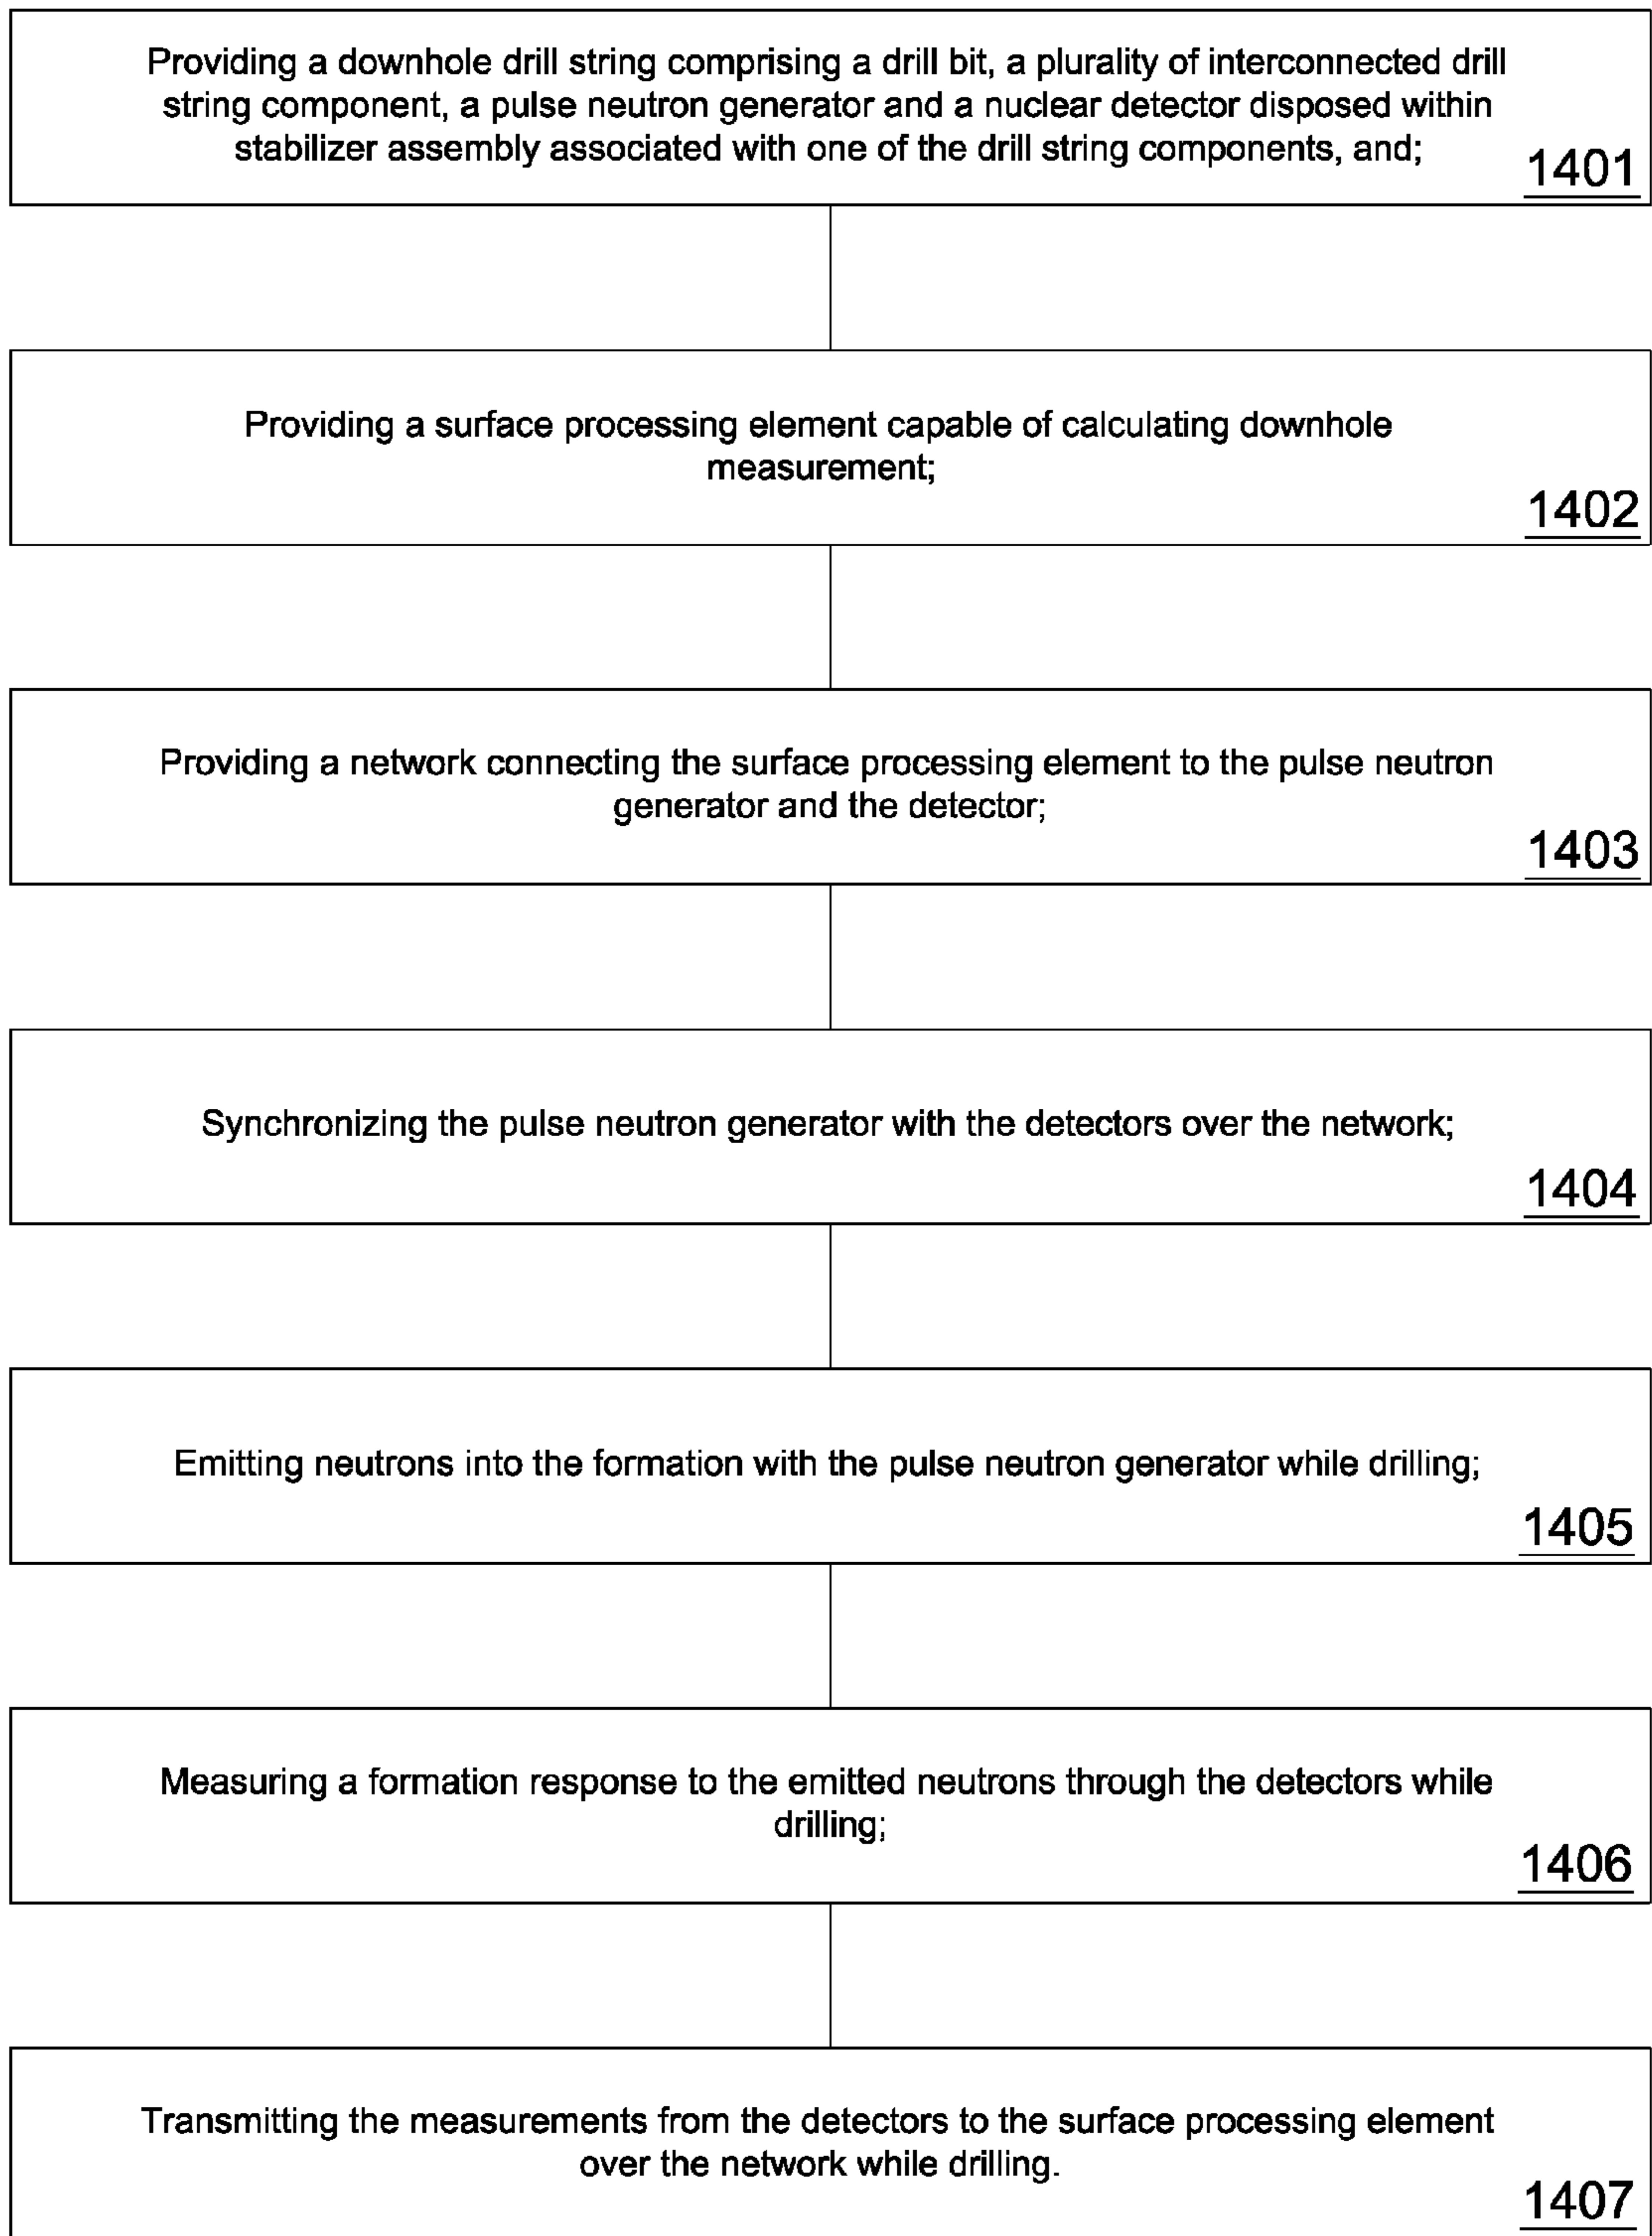 Providing a downhole drill string comprising a drill bit, a plurality of interconnected drill
string component, a pulse neutron generator and a nuclear detector disposed within
stabilizer assembly associated with one of the drill string components, and;
1401
Providing a surface processing element capable of calculating downhole
measurement;
1402
Providing a network connecting the surface processing element to the pulse neutron
generator and the detector;
1403
Synchronizing the pulse neutron generator with the detectors over the network;
1404
Emitting neutrons into the formation with the pulse neutron generator while drilling;
1405
Measuring a formation response to the emitted neutrons through the detectors while
drilling;
1406
Transmitting the measurements from the detectors to the surface processing element
over the network while drilling.
1407